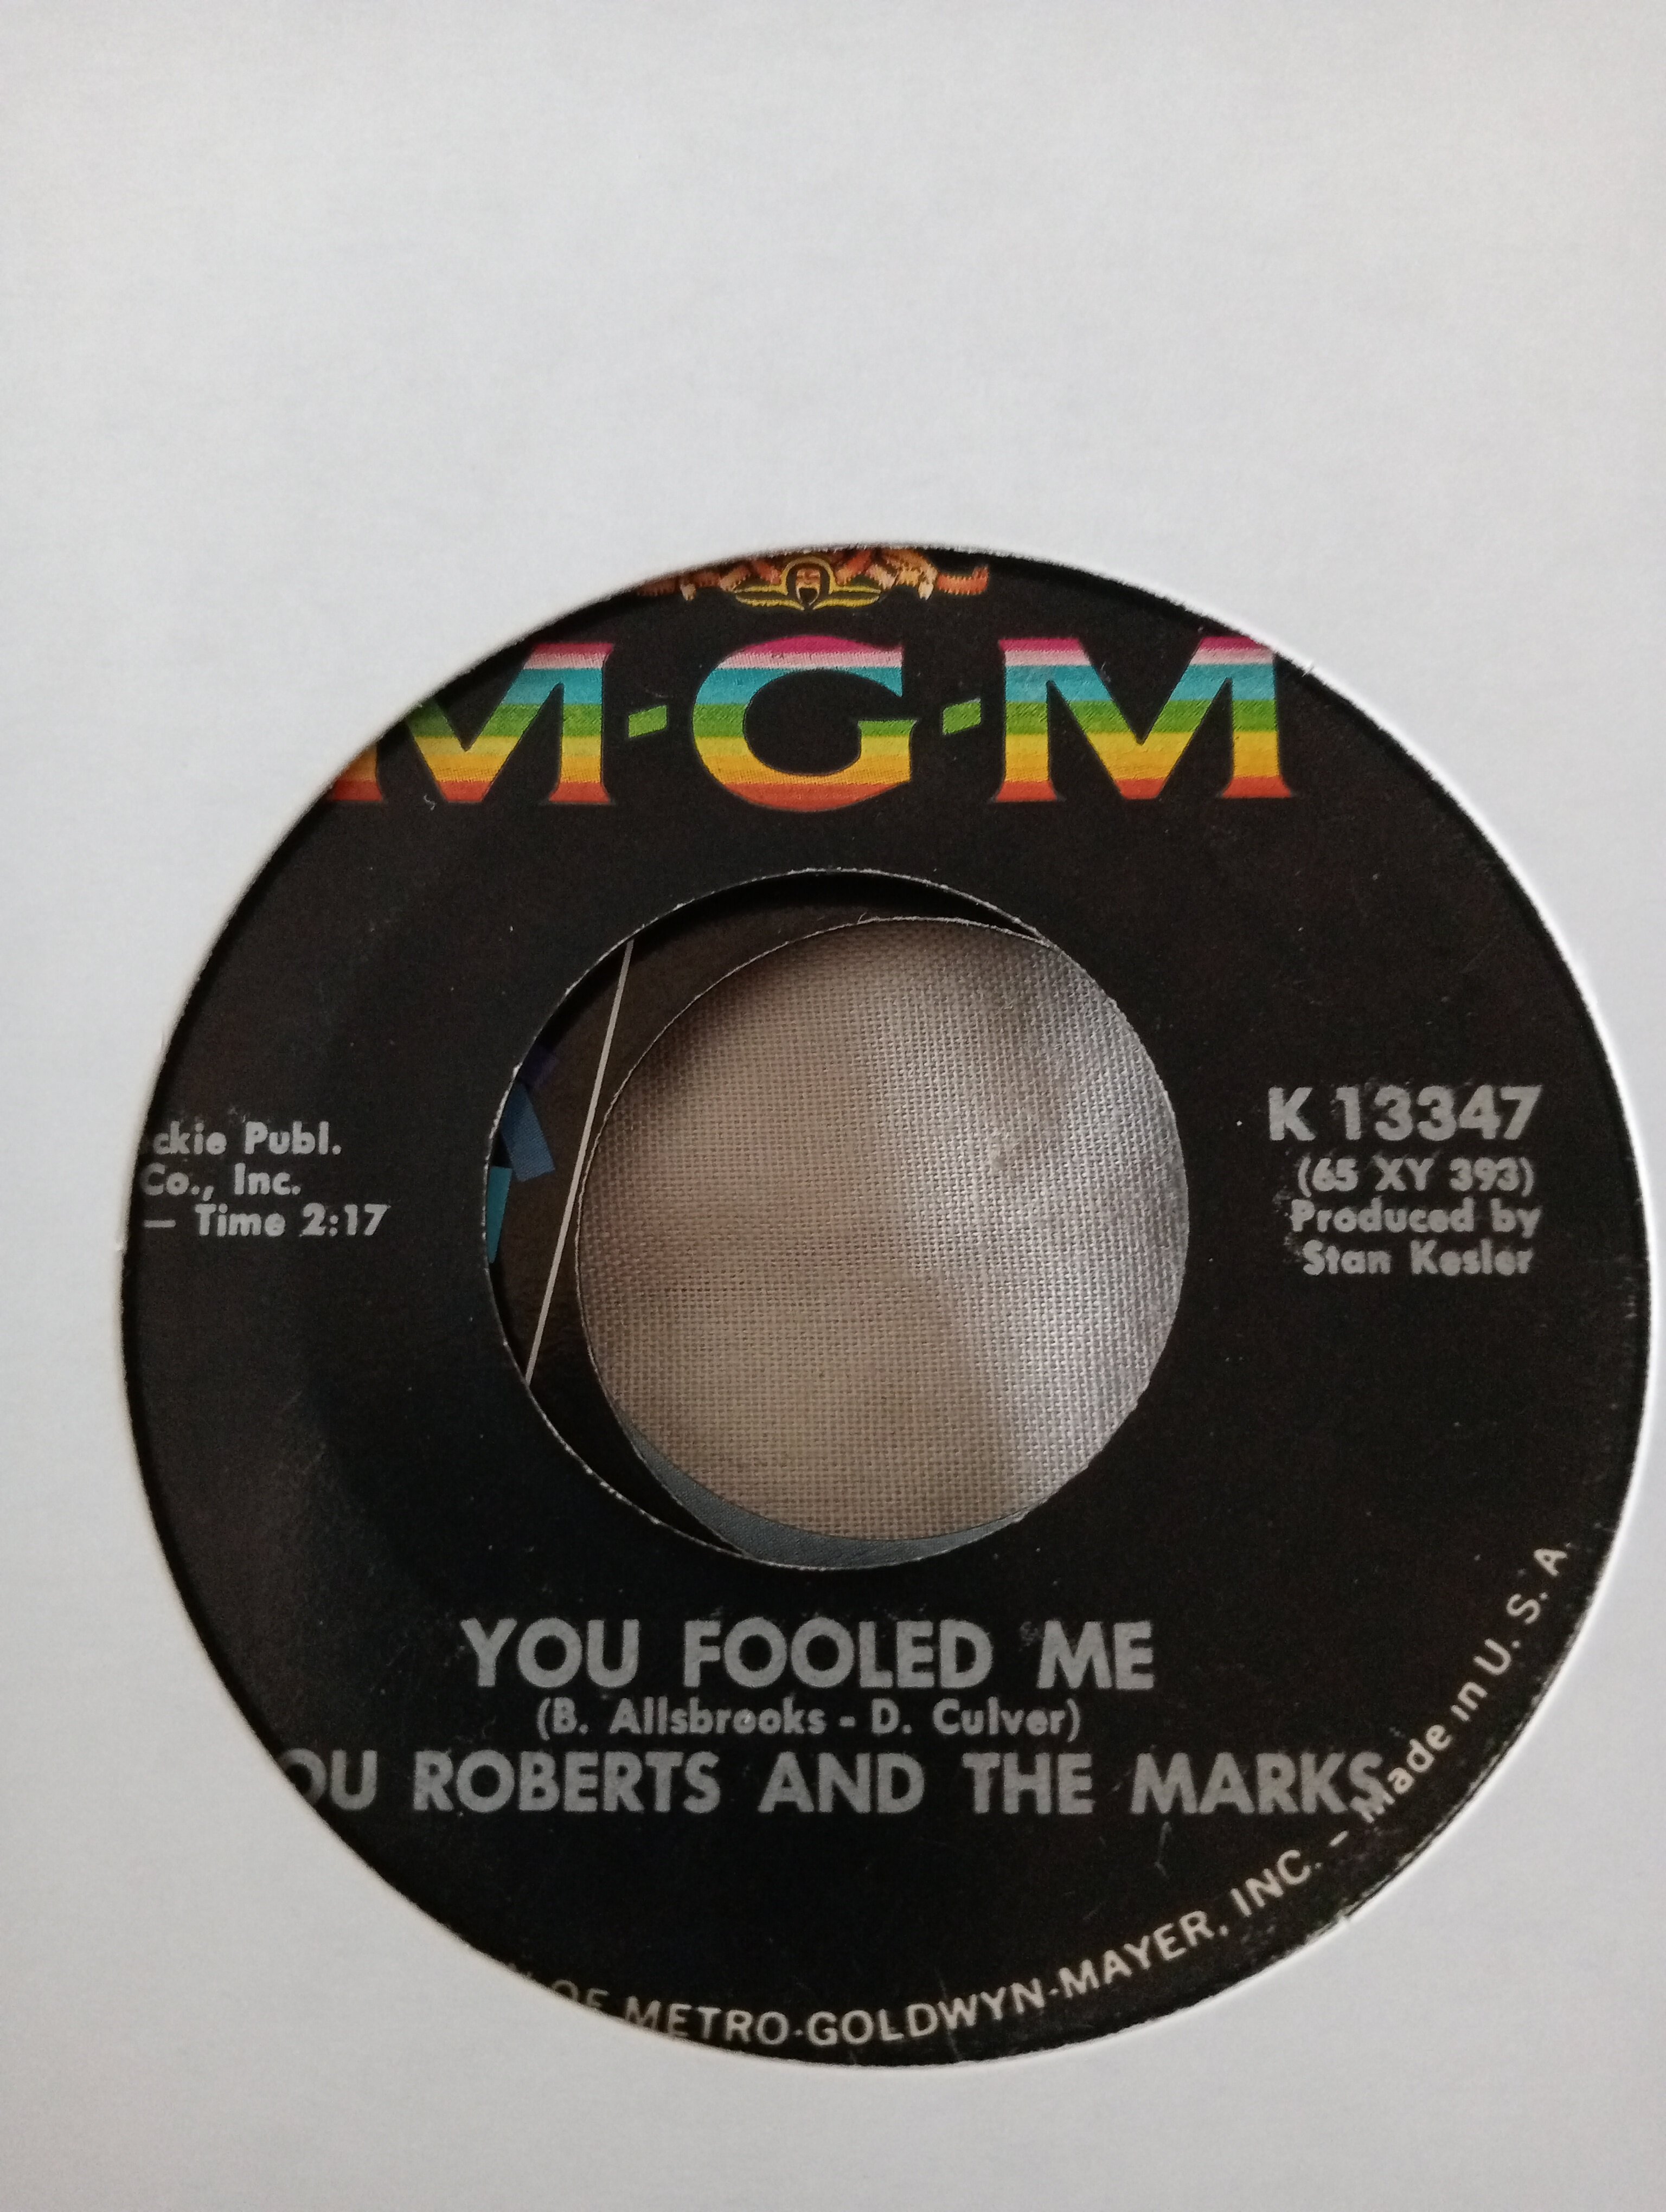 M·G·M
ckie Publ.
Co., Inc.
— Time 2:17
K 13347
(65 XY 393)
Produced by
Stan Kesler
YOU FOOLED ME
(B. Allsbrooks - D. Culver)
OU ROBERTS AND THE MARKS
OF METRO-GOLDWYN-MAYER, INC. – Made in U. S. A.